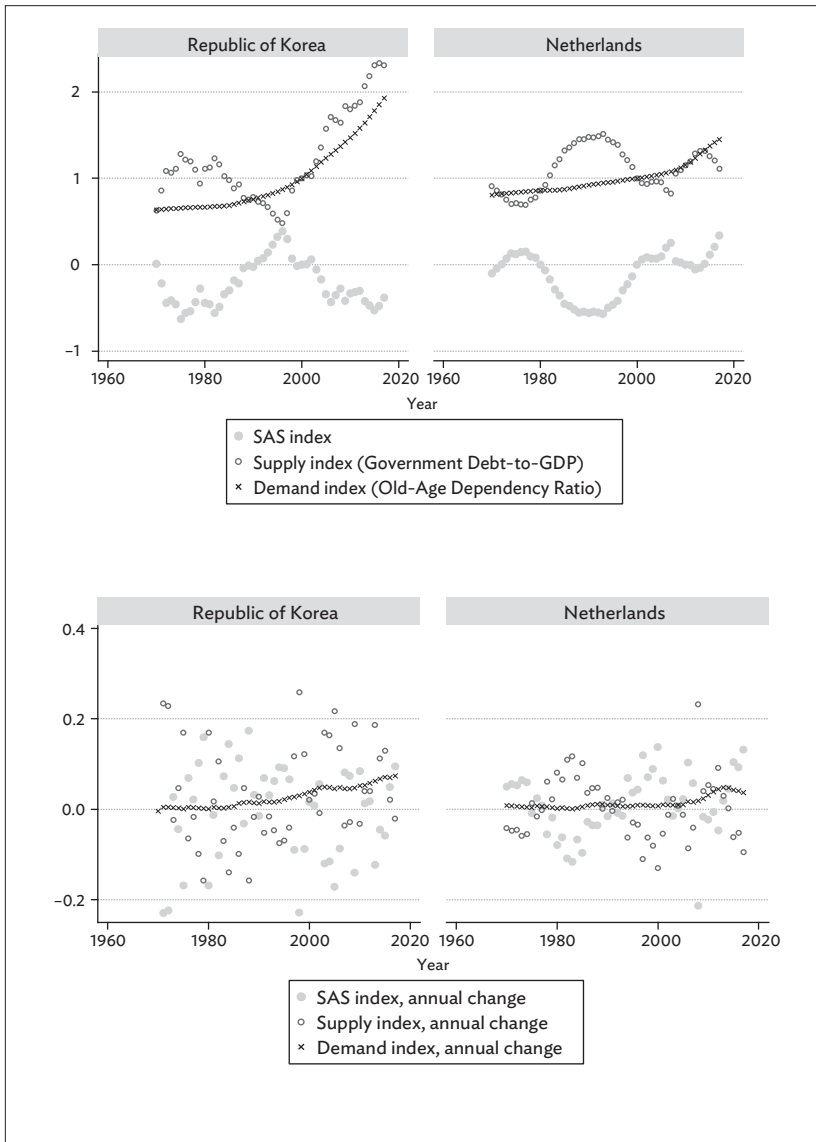 Republic of Korea
Netherlands
2
1
0
−1
1960
1980
2000
2020
1960
1980
2000
2020
Year
SAS index
Supply index (Government Debt-to-GDP)
Demand index (Old-Age Dependency Ratio)
Republic of Korea
Netherlands
0.4
0.2
0.0
−0.2
1960
1980
2000
2020
1960
1980
2000
2020
Year
SAS index, annual change
Supply index, annual change
Demand index, annual change